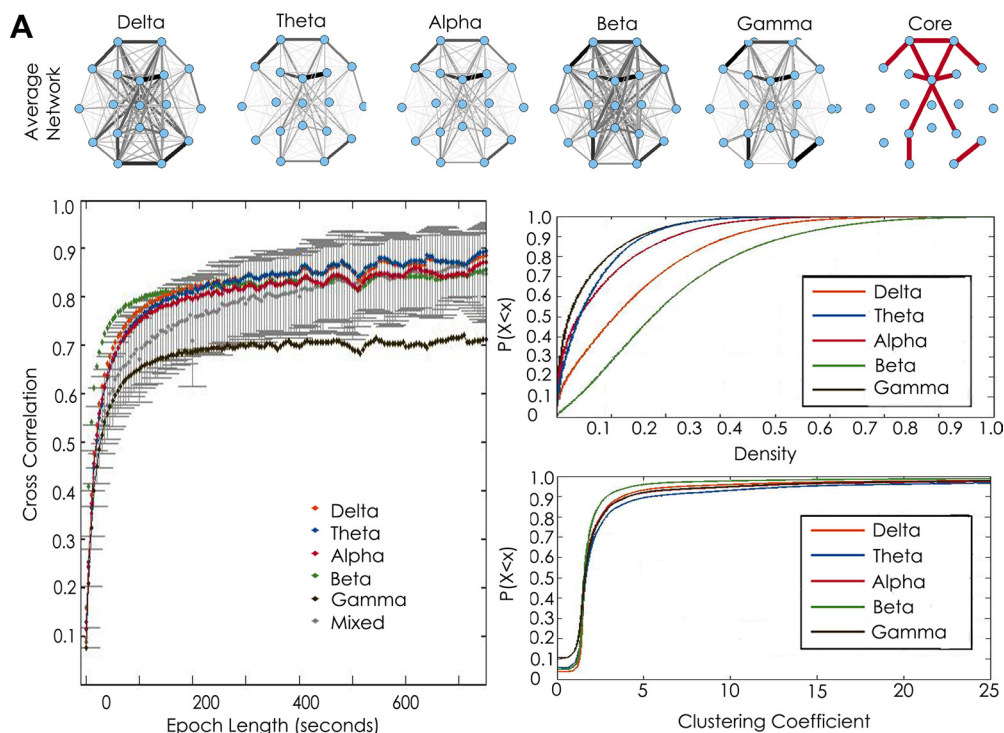 A
Delta Theta Alpha Beta Gamma Core
Average
Network
1.0
0.9
0.8
0.7
0.6
0.5
0.4
0.3
0.2
0.1
Cross Correlation
Delta
Theta
Alpha
Beta
Gamma
Mixed
0 200 400 600
Epoch Length (seconds)
1.0
0.9
0.8
0.7
0.6
0.5
0.4
0.3
0.2
0.1
0
P(X<x)
Delta
Theta
Alpha
Beta
Gamma
0.1 0.2 0.3 0.4 0.5 0.6 0.7 0.8 1.0
Density
1.0
0.9
0.8
0.7
0.6
0.5
0.4
0.3
0.2
0.1
0
P(X<x)
Delta
Theta
Alpha
Beta
Gamma
0 5 10 15 20 25
Clustering Coefficient